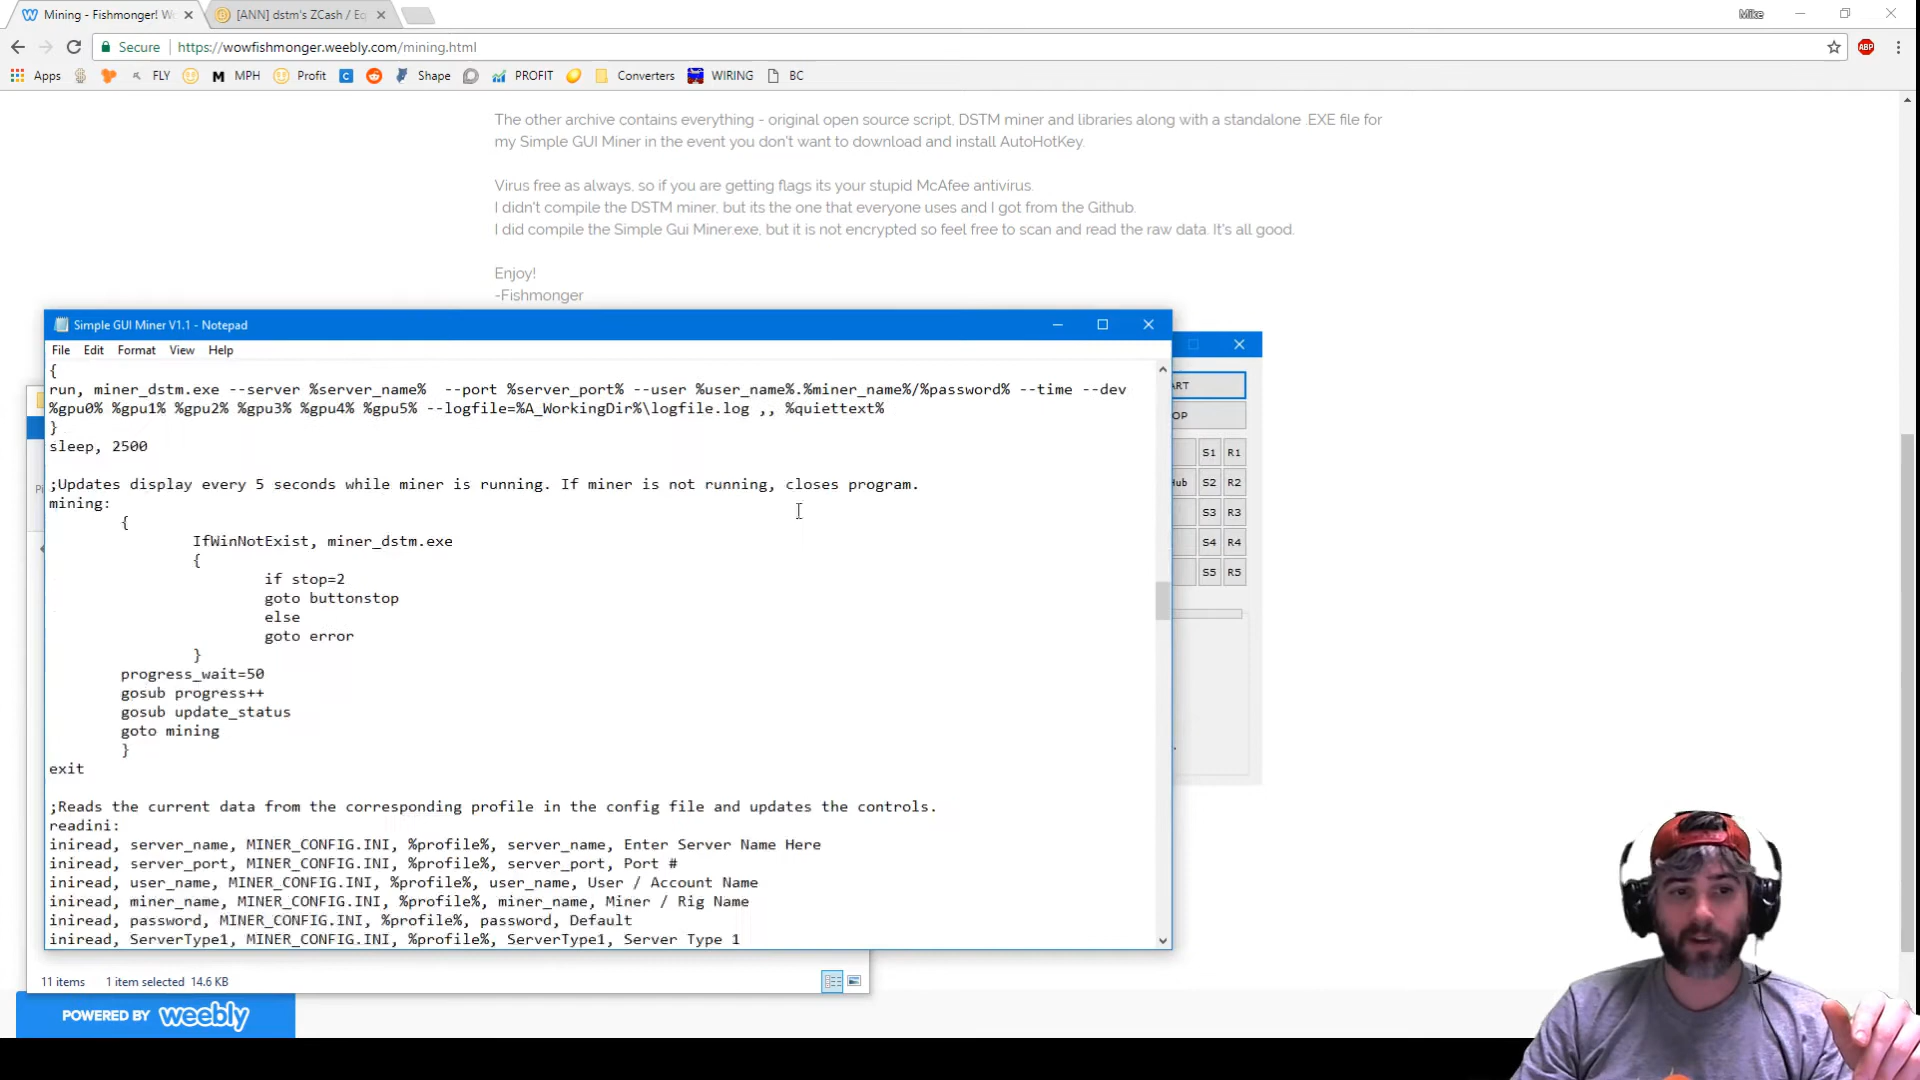 Mining - Fishmonger! W
[ANN] dstm's ZCash / Eq
Mike
Secure
https://wowfishmonger.weebly.com/mining.html
ABP
Apps
FLY
M MPH
Profit
C
Shape
PROFIT
Converters
WIRING
BC
The other archive contains everything - original open source script, DSTM miner and libraries along with a standalone .EXE file for
my Simple GUI Miner in the event you don't want to download and install AutoHotKey.
Virus free as always, so if you are getting flags its your stupid McAfee antivirus.
I didn't compile the DSTM miner, but its the one that everyone uses and I got from the Github.
I did compile the Simple Gui Miner.exe, but it is not encrypted so feel free to scan and read the raw data. It's all good.
Enjoy!
-Fishmonger
Simple GUI Miner V1.1 - Notepad
File Edit Format View Help
{
run, miner_dstm.exe --server %server_name%  --port %server_port% --user %user_name%.%miner_name%/%password% --time --dev
%gpu0% %gpu1% %gpu2% %gpu3% %gpu4% %gpu5% --logfile=%A_WorkingDir%\logfile.log ,, %quiettext%
}
sleep, 2500
;Updates display every 5 seconds while miner is running. If miner is not running, closes program.
mining:
{
IfWinNotExist, miner_dstm.exe
{
if stop=2
goto buttonstop
else
goto error
}
progress_wait=50
gosub progress++
gosub update_status
goto mining
}
exit
;Reads the current data from the corresponding profile in the config file and updates the controls.
readini:
iniread, server_name, MINER_CONFIG.INI, %profile%, server_name, Enter Server Name Here
iniread, server_port, MINER_CONFIG.INI, %profile%, server_port, Port #
iniread, user_name, MINER_CONFIG.INI, %profile%, user_name, User / Account Name
iniread, miner_name, MINER_CONFIG.INI, %profile%, miner_name, Miner / Rig Name
iniread, password, MINER_CONFIG.INI, %profile%, password, Default
iniread, ServerType1, MINER_CONFIG.INI, %profile%, ServerType1, Server Type 1
ART
OP
S1 R1
Hub S2 R2
S3 R3
S4 R4
S5 R5
11 items
1 item selected 14.6 KB
POWERED BY weebly